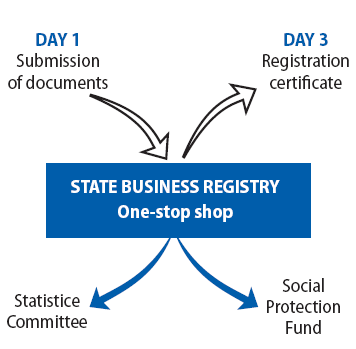 DAY 1
Submission
of documents
DAY 3
Registration
certificate
STATE BUSINESS REGISTRY
One-stop shop
Statistice
Committee
Social
Protection
Fund